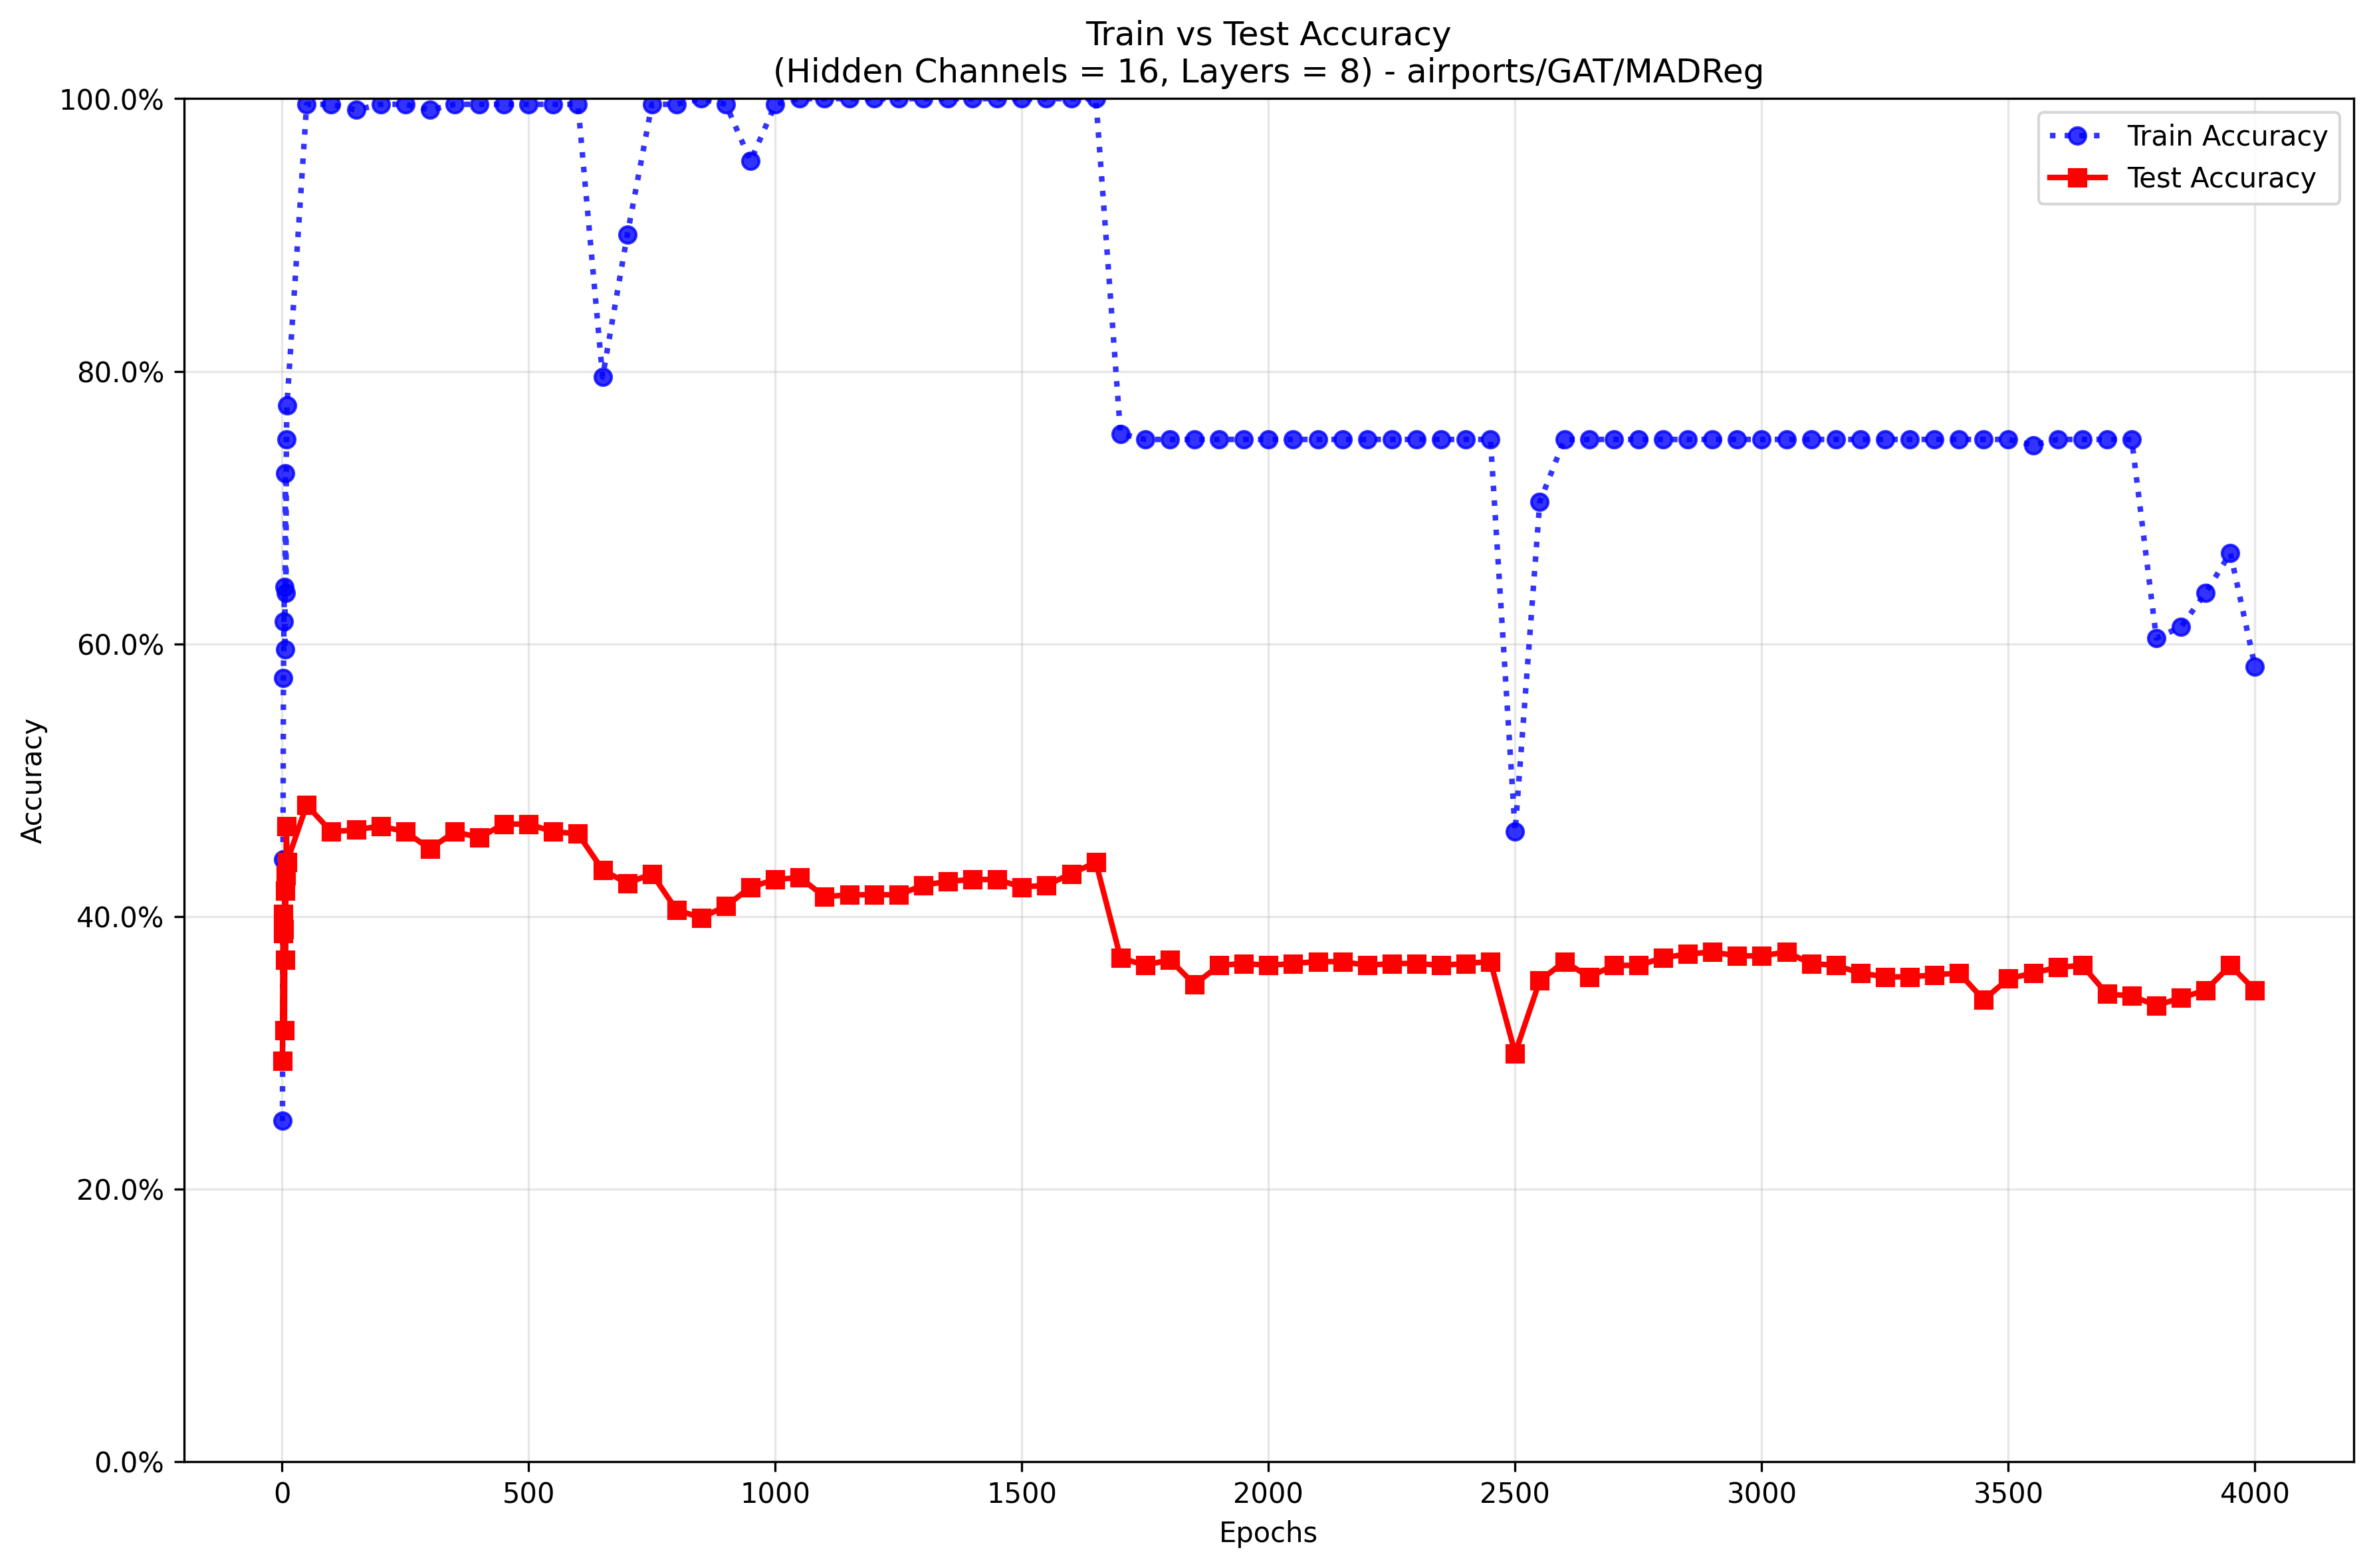 Train vs Test Accuracy
(Hidden Channels = 16, Layers = 8) - airports/GAT/MADReg
100.0%
80.0%
60.0%
40.0%
20.0%
0.0%
Accuracy
Train Accuracy
Test Accuracy
0 500 1000 1500 2000 2500 3000 3500 4000
Epochs